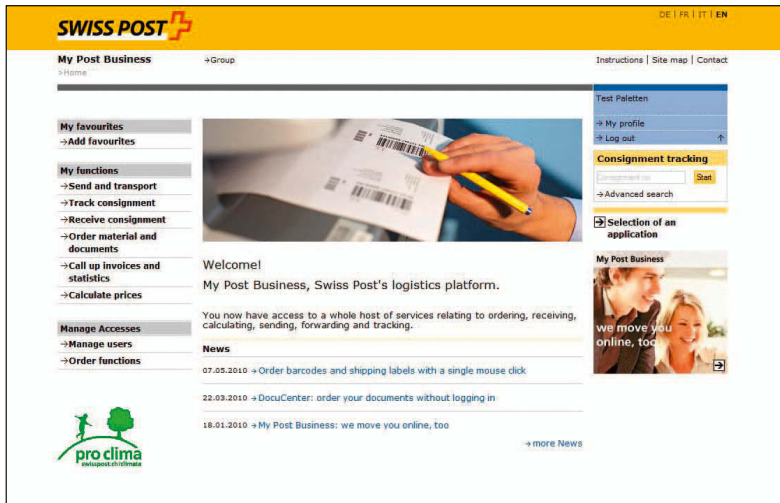 DE | FR | IT | EN
SWISS POST
My Post Business
→Group
Instructions | Site map | Contact
>Home
Test Paletten
→ My profile
→ Log out ↑
My favourites
→Add favourites
My functions
→Send and transport
→Track consignment
→Receive consignment
→Order material and
documents
→Call up invoices and
statistics
→Calculate prices
Manage Accesses
→Manage users
→Order functions
pro clima
swisspost.ch/climate
Welcome!
My Post Business, Swiss Post's logistics platform.
You now have access to a whole host of services relating to ordering, receiving,
calculating, sending, forwarding and tracking.
News
07.05.2010 →Order barcodes and shipping labels with a single mouse click
22.03.2010 →DocuCenter: order your documents without logging in
18.01.2010 →My Post Business: we move you online, too
→more News
Consignment tracking
Consignment no. Start
→Advanced search
→Selection of an
application
My Post Business
we move you
online, too